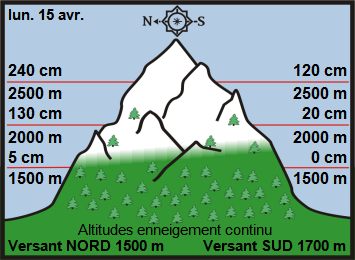 lun. 15 avr.
N S
240 cm 120 cm
2500 m 2500 m
130 cm 20 cm
2000 m 2000 m
5 cm 0 cm
1500 m 1500 m
Altitudes enneigement continu
Versant NORD 1500 m Versant SUD 1700 m